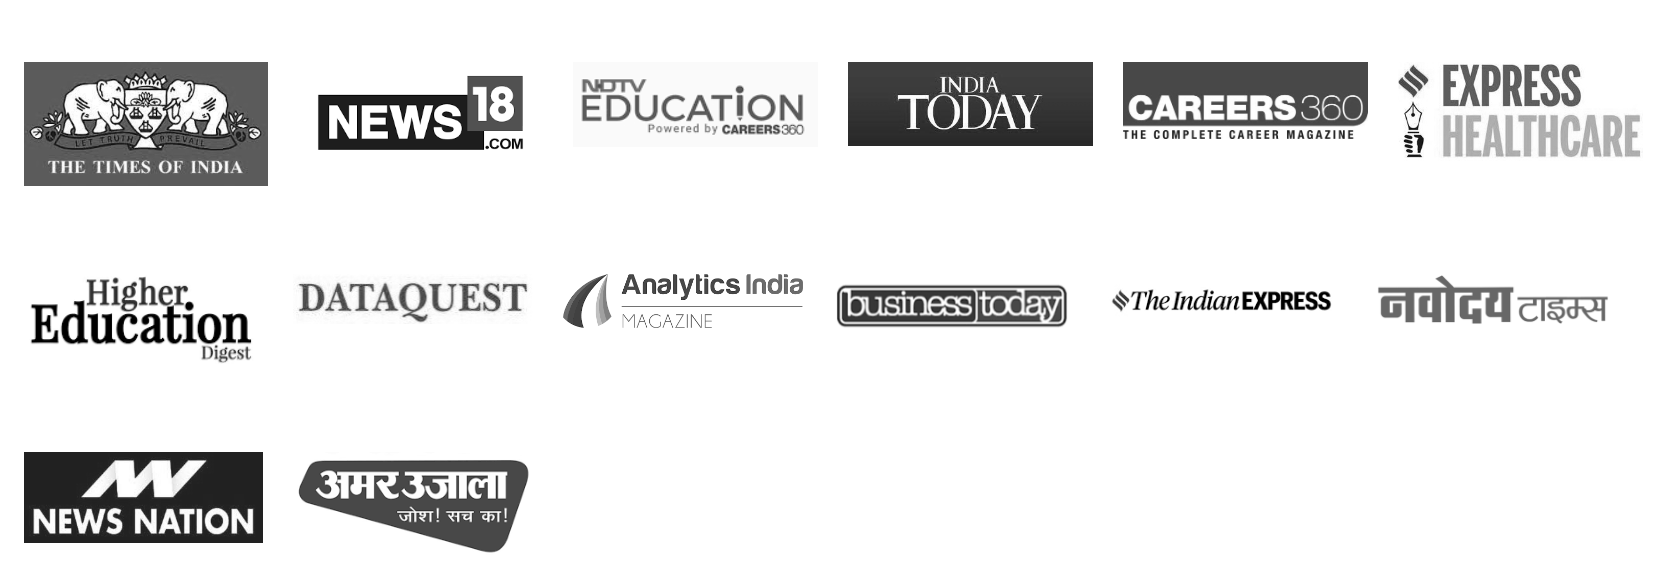 LET TRUTH PREVAIL
THE TIMES OF INDIA
NEWS 18
.COM
NDTV
EDUCATION
Powered by CAREERS360
INDIA
TODAY
CAREERS360
THE COMPLETE CAREER MAGAZINE
EXPRESS
HEALTHCARE
Higher
Education
Digest
DATAQUEST
Analytics India
MAGAZINE
business today
The Indian EXPRESS
नवोदय टाइम्स
NEWS NATION
अमर उजाला
जोश! सच का!